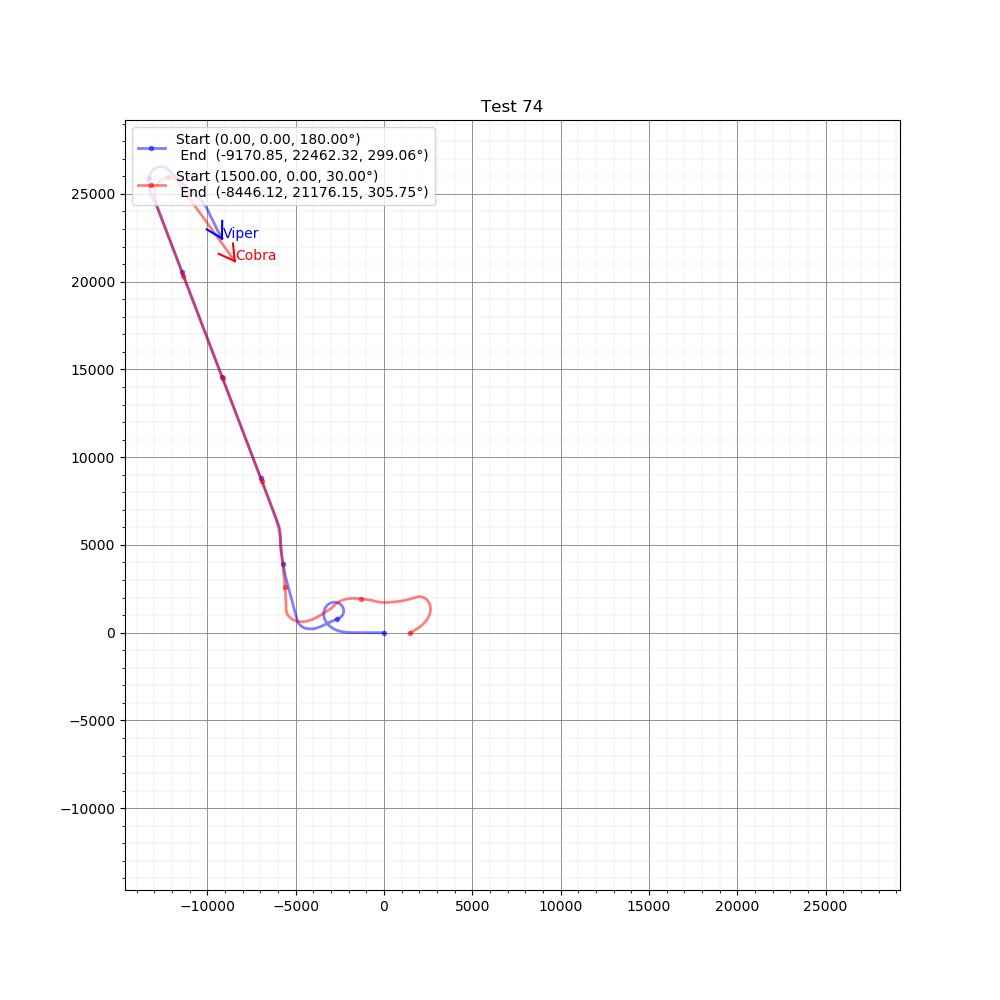 Test 74
Start (0.00, 0.00, 180.00°)
End  (-9170.85, 22462.32, 299.06°)
Start (1500.00, 0.00, 30.00°)
End  (-8446.12, 21176.15, 305.75°)
Viper
Cobra
25000
20000
15000
10000
5000
0
−5000
−10000
−10000 −5000 0 5000 10000 15000 20000 25000